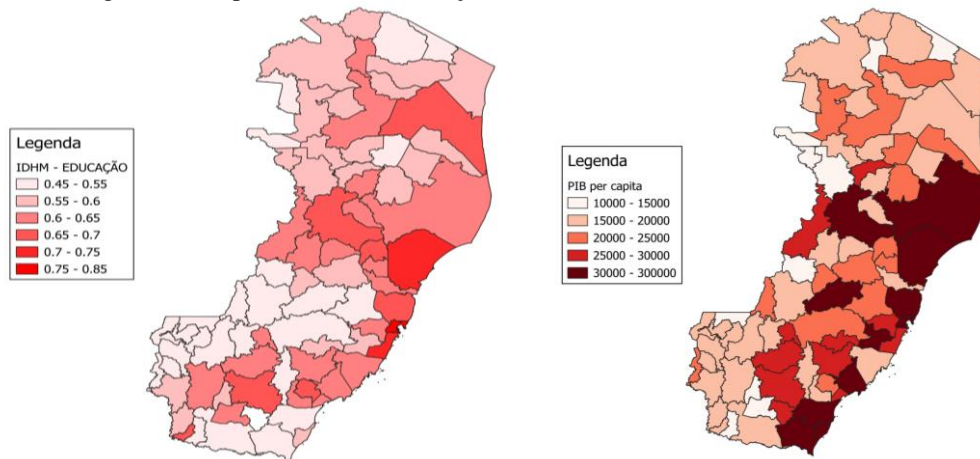 Legenda
IDHM - EDUCAÇÃO
0.45 - 0.55
0.55 - 0.6
0.6 - 0.65
0.65 - 0.7
0.7 - 0.75
0.75 - 0.85
Legenda
PIB per capita
10000 - 15000
15000 - 20000
20000 - 25000
25000 - 30000
30000 - 300000